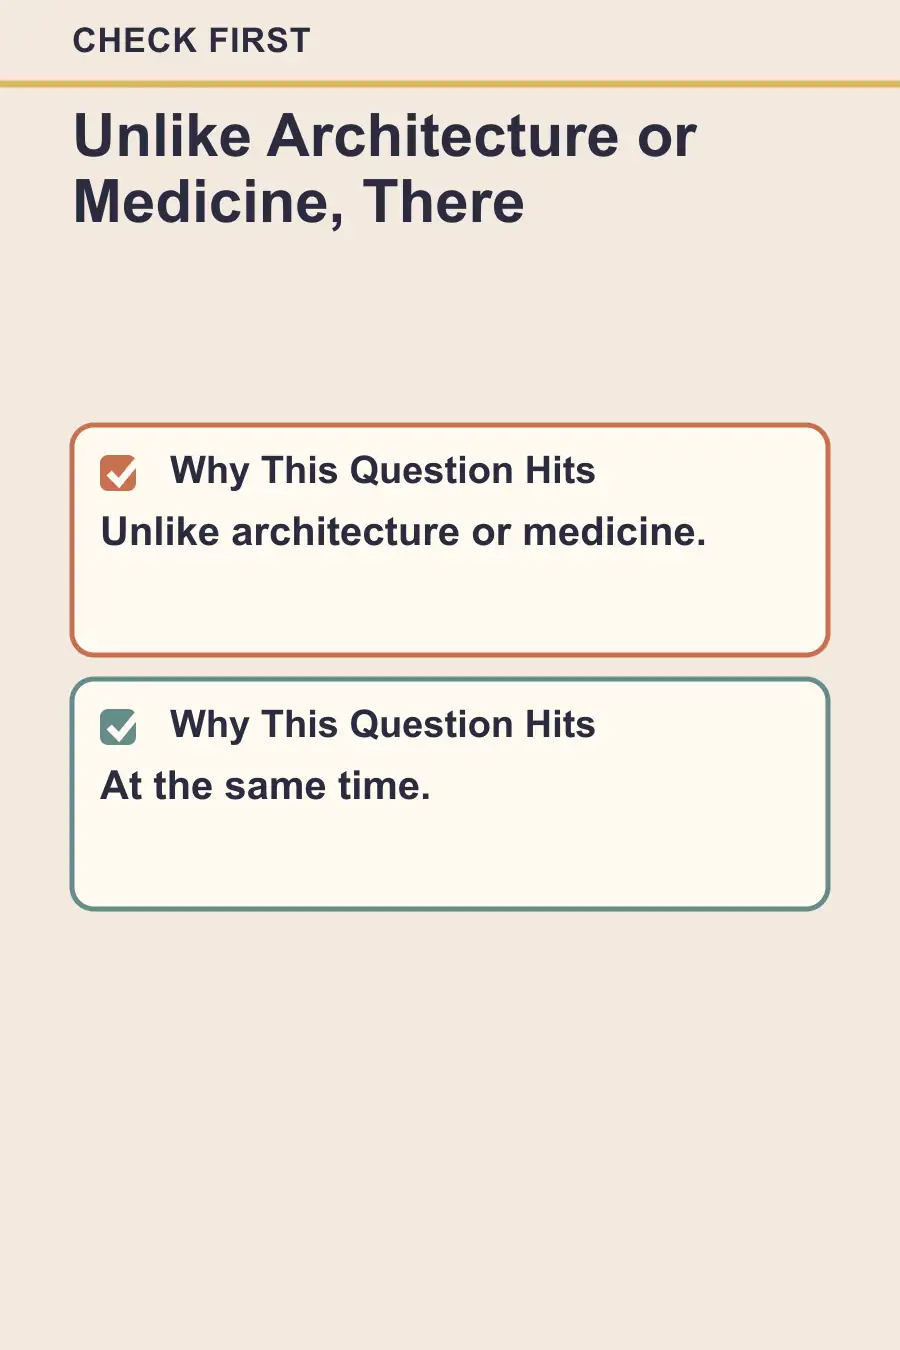 CHECK FIRST
Unlike Architecture or
Medicine, There
Why This Question Hits
Unlike architecture or medicine.
Why This Question Hits
At the same time.